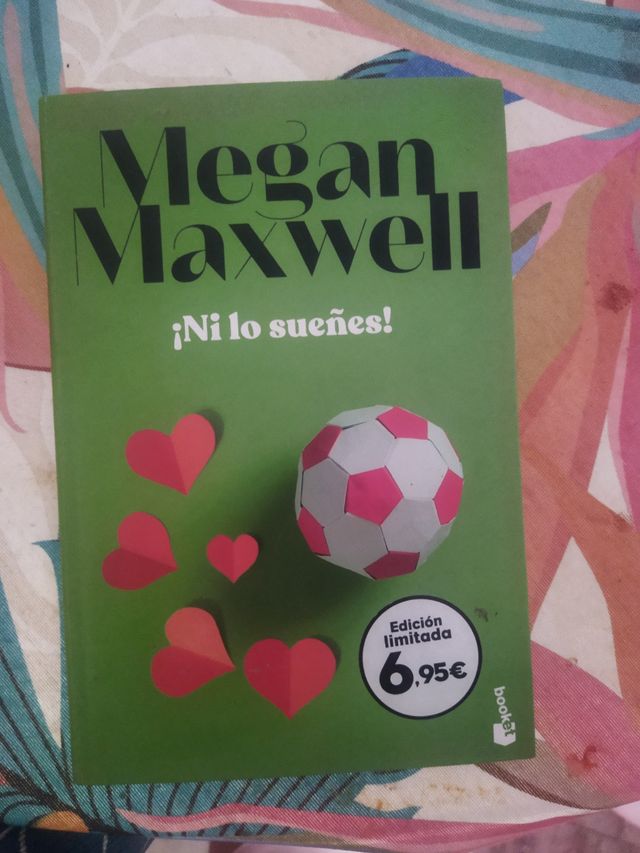 Megan
Maxwell
¡Ni lo sueñes!
Edición
limitada
6,95€
booket